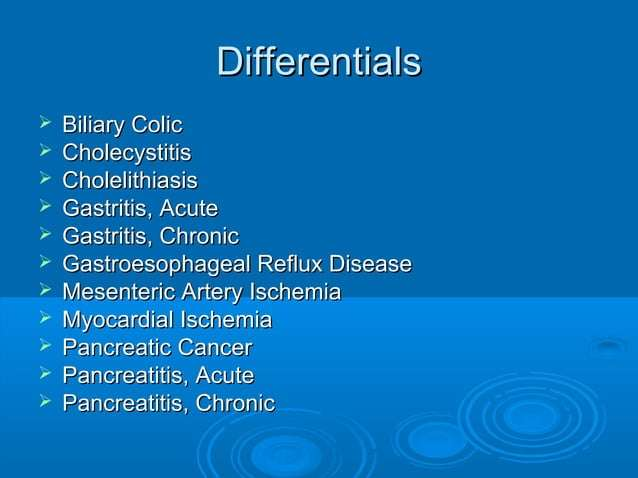 Differentials
Biliary Colic
Cholecystitis
Cholelithiasis
Gastritis, Acute
Gastritis, Chronic
Gastroesophageal Reflux Disease
Mesenteric Artery Ischemia
Myocardial Ischemia
Pancreatic Cancer
Pancreatitis, Acute
Pancreatitis, Chronic